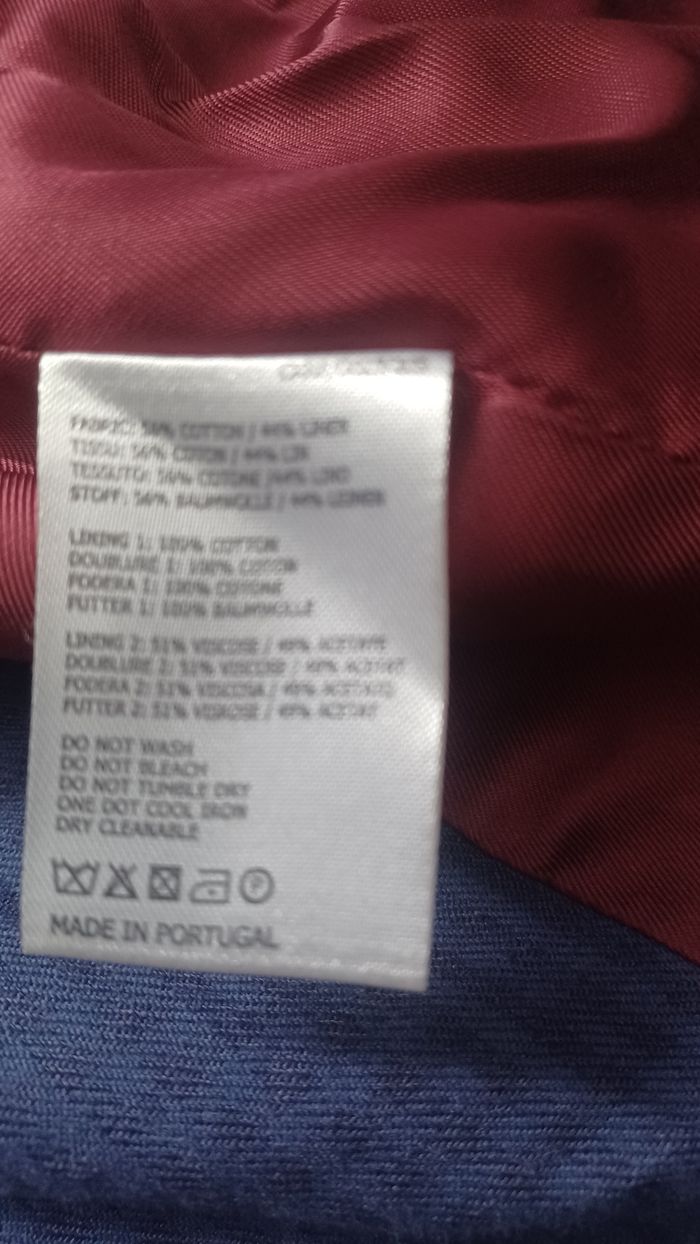 FABRIC: 56% COTTON / 44% LINEN
TISSU: 56% COTON / 44% LIN
TESSUTO: 56% COTONE /44% LINO
STOFF: 56% BAUMWOLLE / 44% LEINEN
LINING 1: 100% COTTON
DOUBLURE 1: 100% COTON
FODERA 1: 100% COTONE
FUTTER 1: 100% BAUMWOLLE
LINING 2: 51% VISCOSE / 49% ACETATE
DOUBLURE 2: 51% VISCOSE / 49% ACETAT
FODERA 2: 51% VISCOSA / 49% ACETATO
FUTTER 2: 51% VISKOSE / 49% ACETAT
DO NOT WASH
DO NOT BLEACH
DO NOT TUMBLE DRY
ONE DOT COOL IRON
DRY CLEANABLE
P
MADE IN PORTUGAL